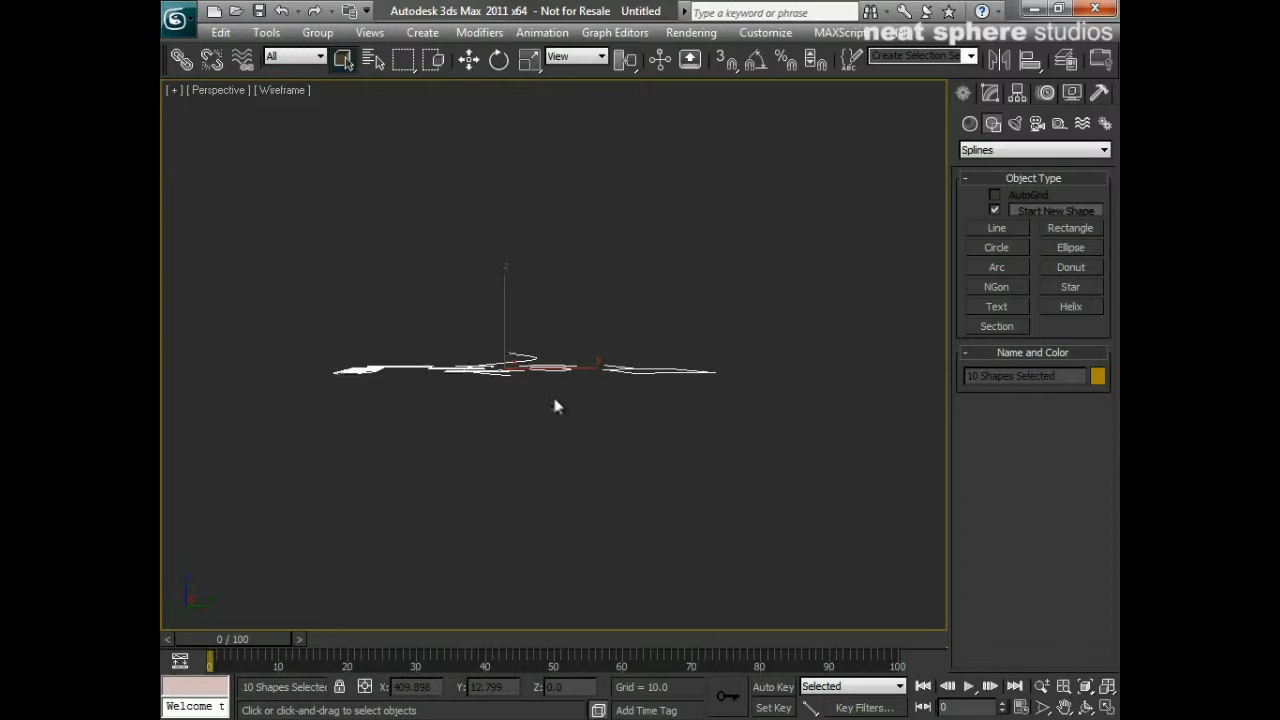 Autodesk 3ds Max 2011 x64 - Not for Resale Untitled
Type a keyword or phrase
Edit Tools Group Views Create Modifiers Animation Graph Editors Rendering Customize MAXScript
neat sphere studios
All
View
Create Selection Se
[ + ] [ Perspective ] [ Wireframe ]
Splines
- Object Type
AutoGrid
Start New Shape
Line Rectangle
Circle Ellipse
Arc Donut
NGon Star
Text Helix
Section
- Name and Color
10 Shapes Selected
z
< 0 / 100 >
0 10 20 30 40 50 60 70 80 90 100
10 Shapes Selected X: 409.896 Y: 12.799 Z: 0.0 Grid = 10.0 Auto Key Selected
Welcome t Click or click-and-drag to select objects Add Time Tag Set Key Key Filters... 0